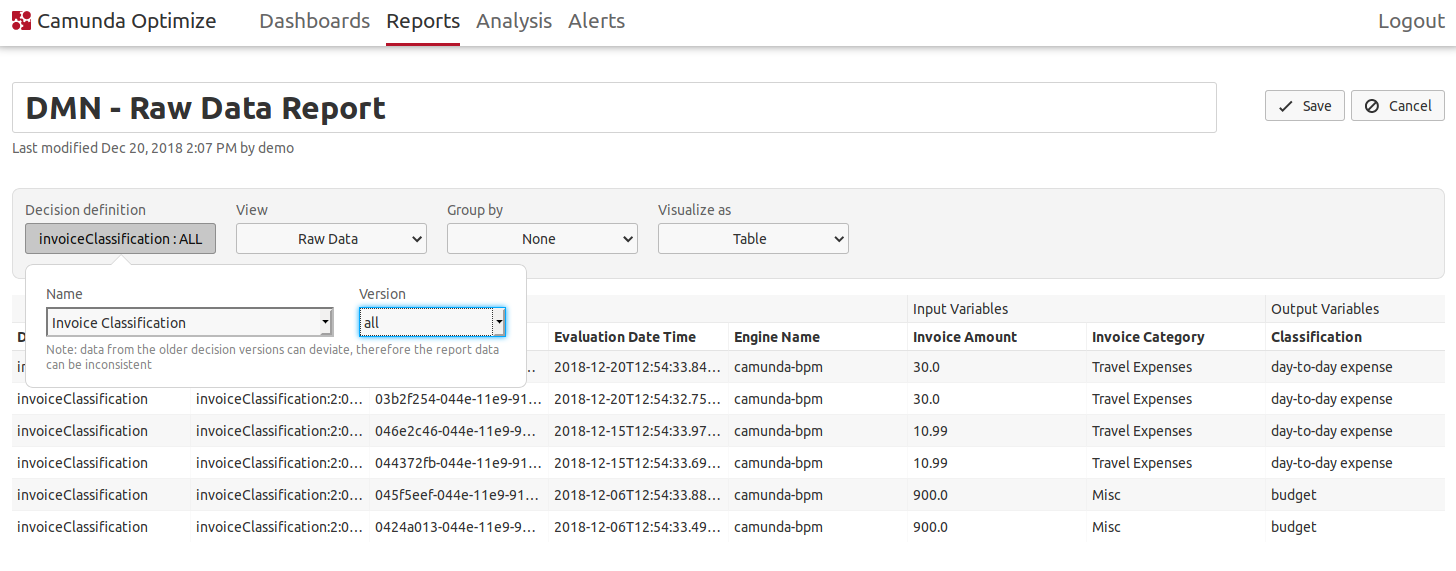 Camunda Optimize Dashboards Reports Analysis Alerts Logout
DMN - Raw Data Report
Save Cancel
Last modified Dec 20, 2018 2:07 PM by demo
Decision definition View Group by Visualize as
invoiceClassification : ALL Raw Data None Table
Name Version
Invoice Classification all
Note: data from the older decision versions can deviate, therefore the report data
can be inconsistent
Input Variables Output Variables
D Evaluation Date Time Engine Name Invoice Amount Invoice Category Classification
in … 2018-12-20T12:54:33.84… camunda-bpm 30.0 Travel Expenses day-to-day expense
invoiceClassification invoiceClassification:2:0… 03b2f254-044e-11e9-91… 2018-12-20T12:54:32.75… camunda-bpm 30.0 Travel Expenses day-to-day expense
invoiceClassification invoiceClassification:2:0… 046e2c46-044e-11e9-9… 2018-12-15T12:54:33.97… camunda-bpm 10.99 Travel Expenses day-to-day expense
invoiceClassification invoiceClassification:2:0… 044372fb-044e-11e9-91… 2018-12-15T12:54:33.69… camunda-bpm 10.99 Travel Expenses day-to-day expense
invoiceClassification invoiceClassification:2:0… 045f5eef-044e-11e9-91… 2018-12-06T12:54:33.88… camunda-bpm 900.0 Misc budget
invoiceClassification invoiceClassification:2:0… 0424a013-044e-11e9-9… 2018-12-06T12:54:33.49… camunda-bpm 900.0 Misc budget